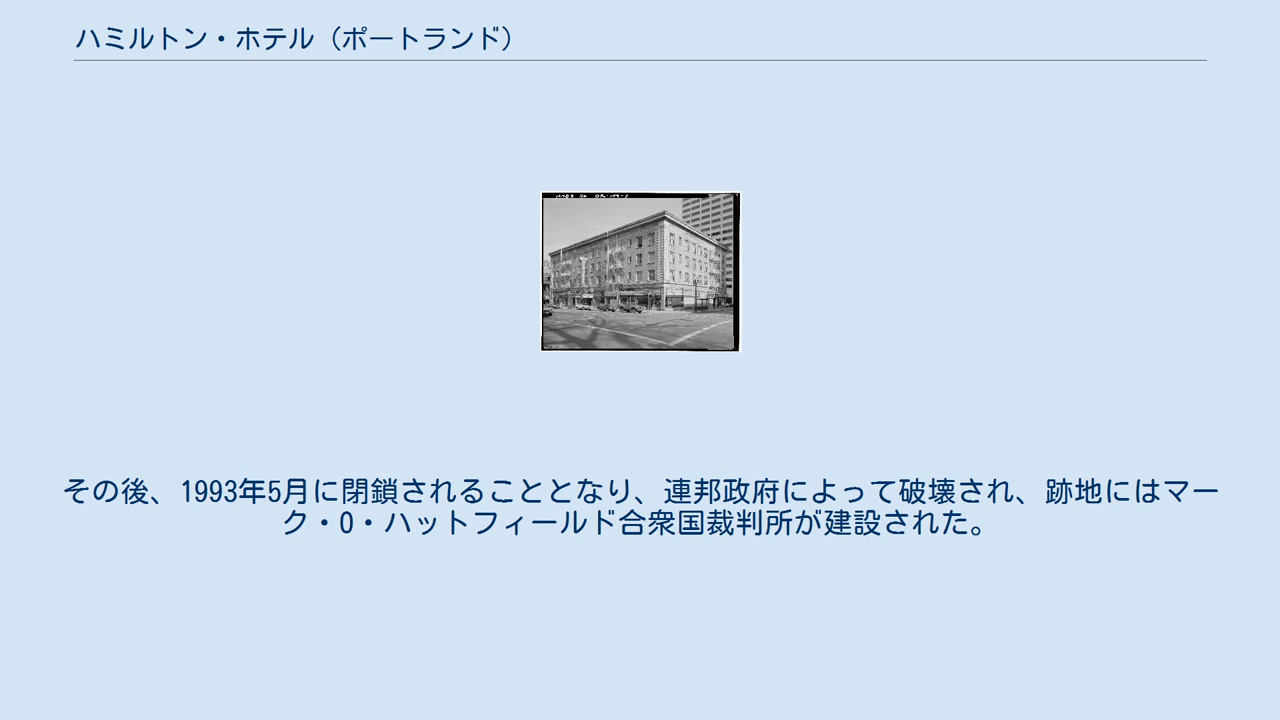 ハミルトン・ホテル（ポートランド）
その後、1993年5月に閉鎖されることとなり、連邦政府によって破壊され、跡地にはマー
ク・O・ハットフィールド合衆国裁判所が建設された。